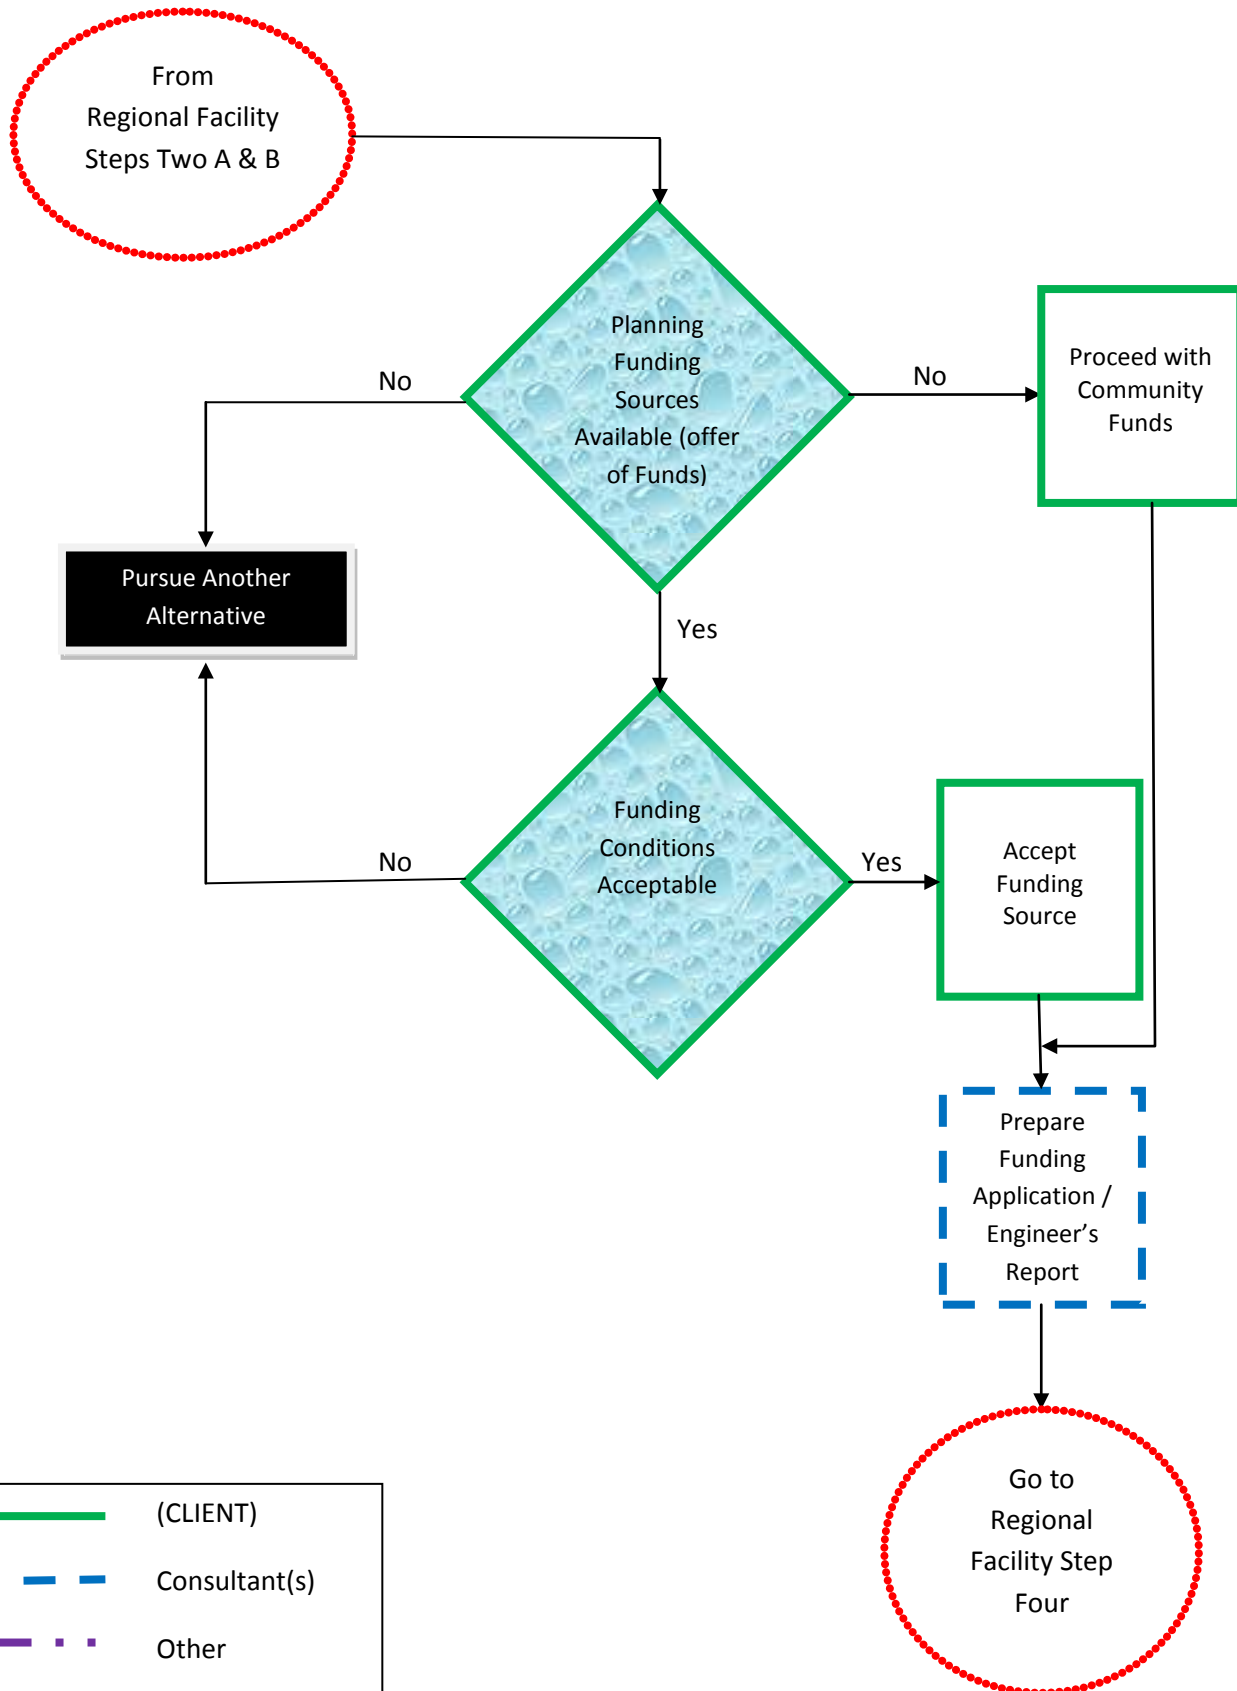 From
Regional Facility
Steps Two A & B
Planning
Funding
Sources
Available (offer
of Funds)
No
No
Proceed with
Community
Funds
Pursue Another
Alternative
Yes
Funding
Conditions
Acceptable
No
Yes
Accept
Funding
Source
Prepare
Funding
Application /
Engineer’s
Report
Go to
Regional
Facility Step
Four
(CLIENT)
Consultant(s)
Other